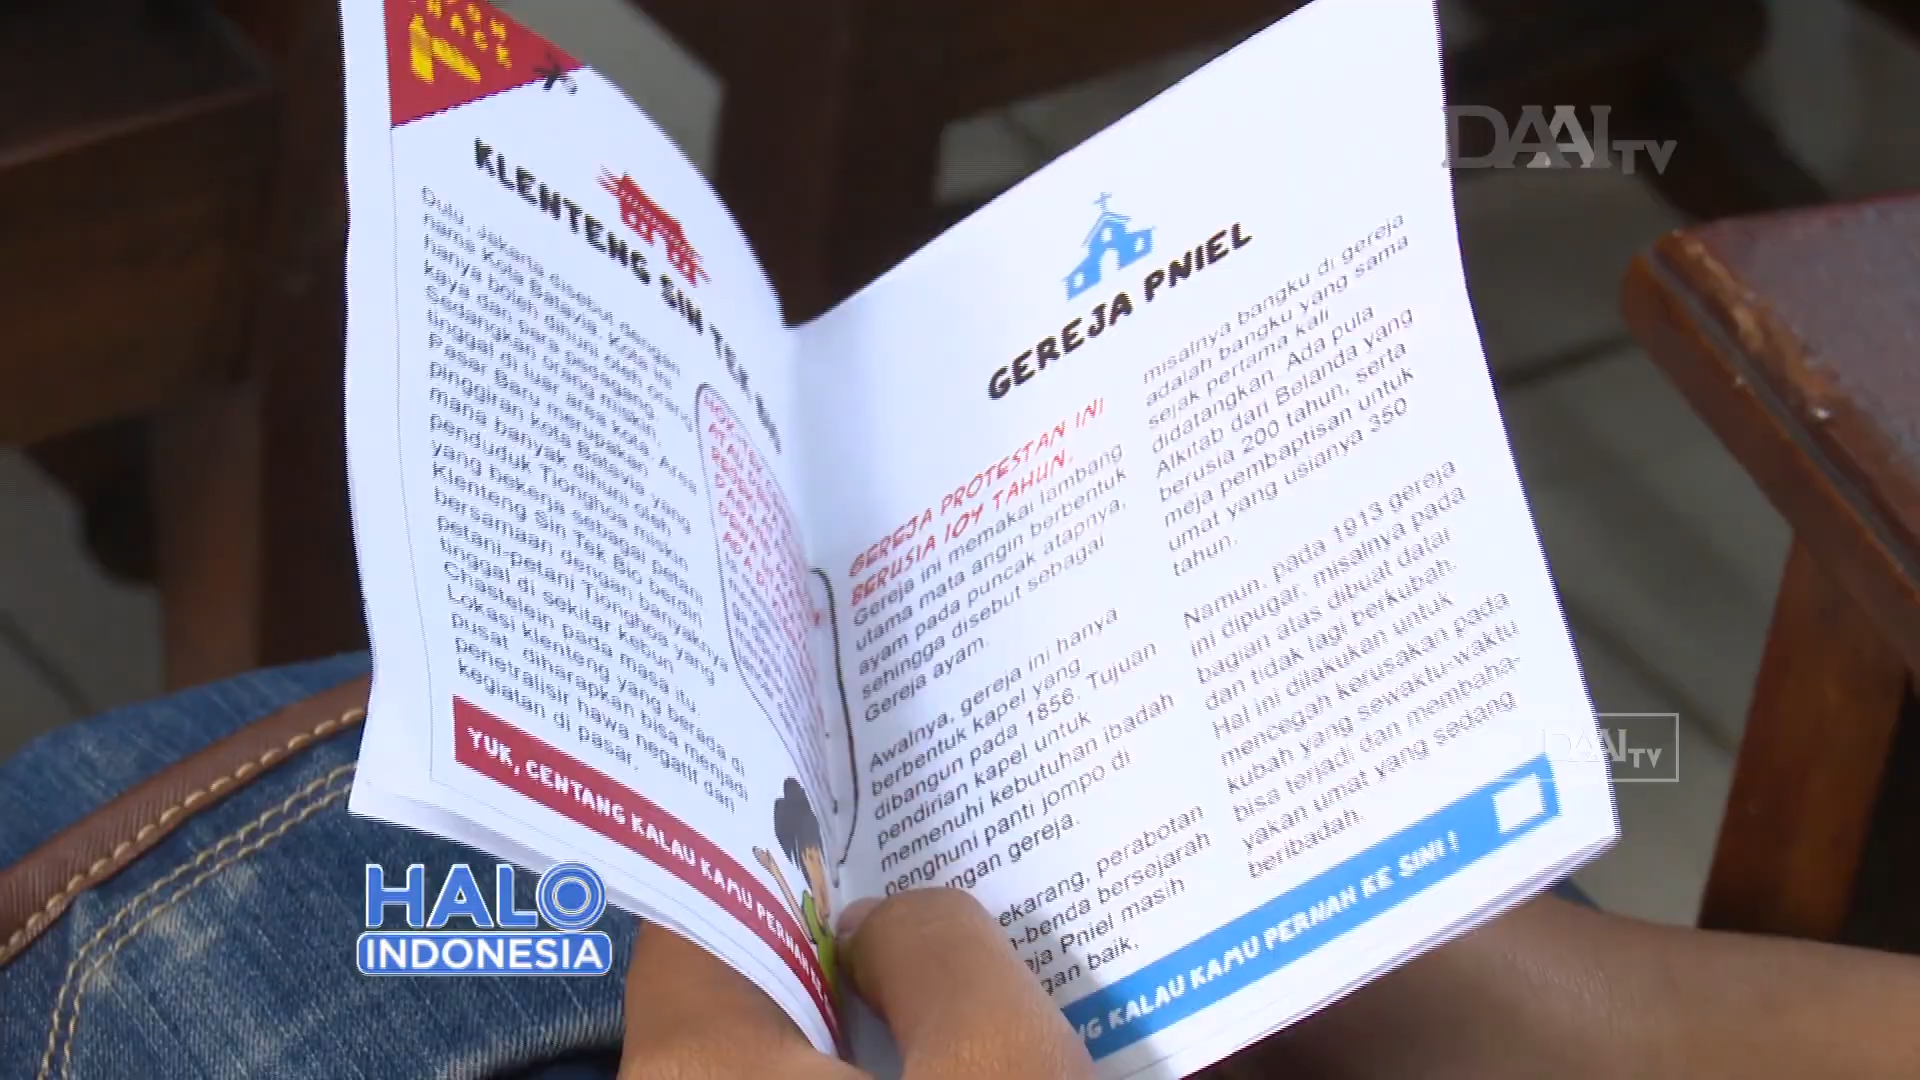 KLENTENG SIN TEK
Dulu, Jakarta disebut dengan
nama Kota Batavia. Kota ini
hanya boleh dihuni oleh orang
kaya dan para pedagang.
Sedangkan orang miskin
tinggal di luar area kota. Area
Pasar Baru merupakan
pinggiran kota Batavia yang
mana banyak dihuni oleh
penduduk Tionghoa miskin
yang bekerja sebagai petani.
Klenteng Sin Tek Bio berdiri
bersamaan dengan banyaknya
petani-petani Tionghoa yang
tinggal di sekitar kebun
Chastelein pada masa itu.
Lokasi klenteng yang berada di
pusat, diharapkan bisa menjadi
penetralisir hawa negatif dari
kegiatan di pasar.
YUK, CENTANG KALAU KAMU PERNAH KE
GEREJA PNIEL
GEREJA PROTESTAN INI
BERUSIA 104 TAHUN.
Gereja ini memakai lambang
utama mata angin berbentuk
ayam pada puncak atapnya,
sehingga disebut sebagai
Gereja ayam.
Awalnya, gereja ini hanya
berbentuk kapel yang
dibangun pada 1856. Tujuan
pendirian kapel untuk
memenuhi kebutuhan ibadah
penghuni panti jompo di
ngan gereja.
ekarang, perabotan
-benda bersejarah
ja Pniel masih
gan baik,
misalnya bangku di gereja
adalah bangku yang sama
sejak pertama kali
didatangkan. Ada pula
Alkitab dari Belanda yang
berusia 200 tahun, serta
meja pembaptisan untuk
umat yang usianya 350
tahun.
Namun, pada 1913 gereja
ini dipugar, misalnya pada
bagian atas dibuat datar
dan tidak lagi berkubah.
Hal ini dilakukan untuk
mencegah kerusakan pada
kubah yang sewaktu-waktu
bisa terjadi dan membaha-
yakan umat yang sedang
beribadah.
NG KALAU KAMU PERNAH KE SINI!
DAAI TV
DAAI TV
HALO
INDONESIA